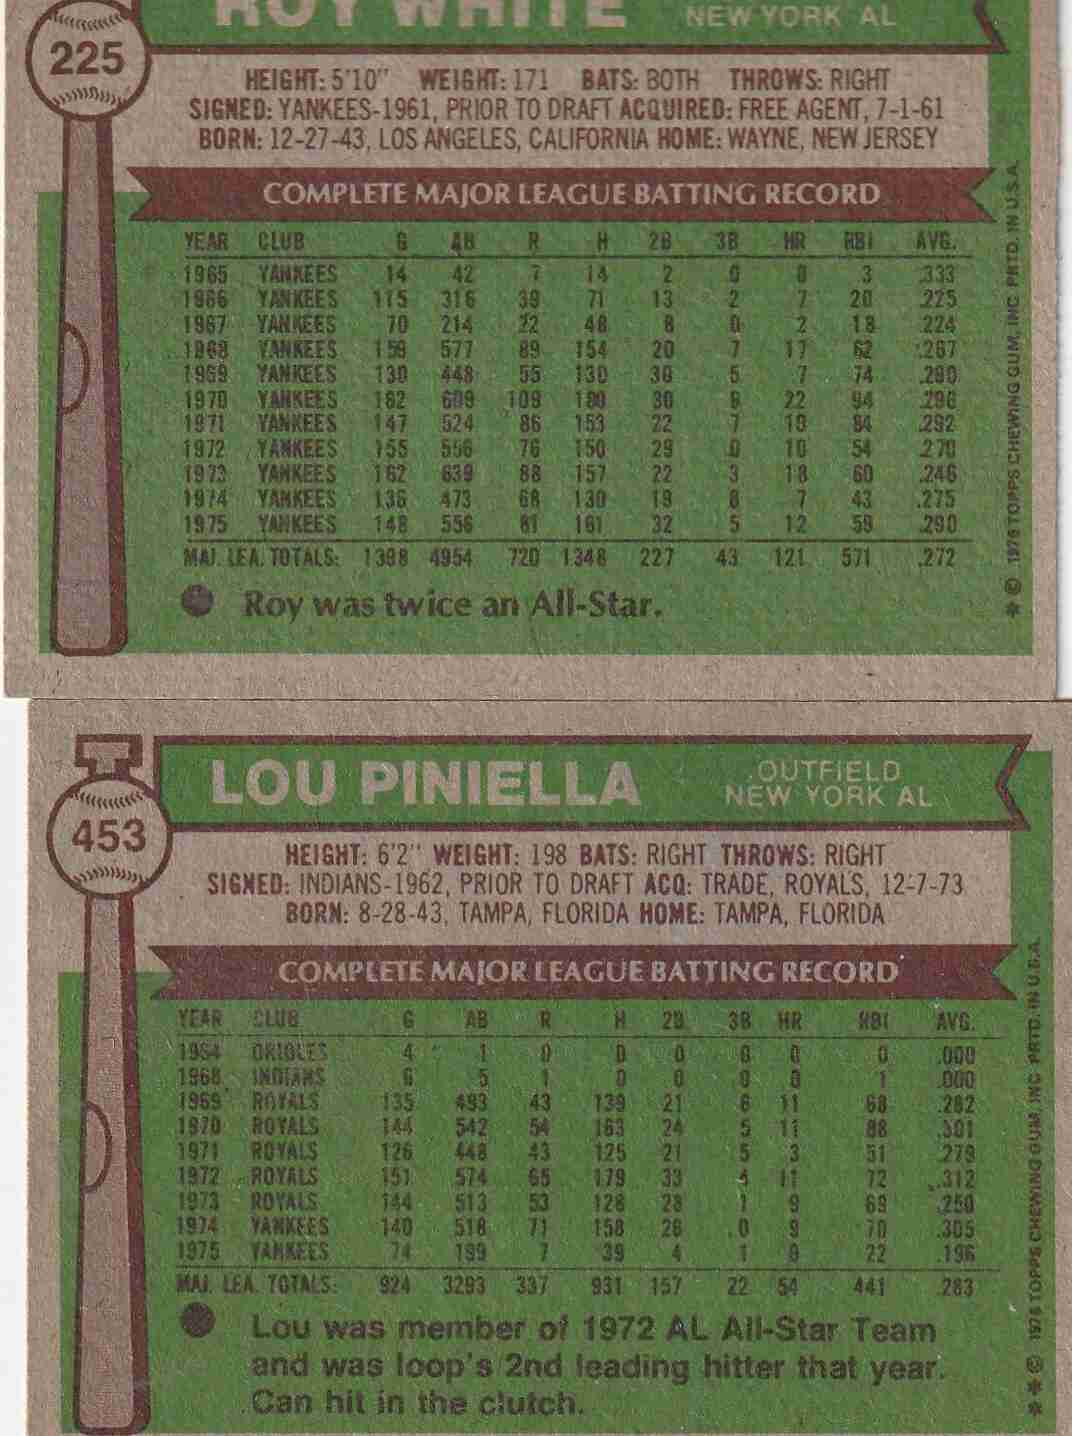 ROY WHITE
NEW YORK AL
225
HEIGHT: 5'10" WEIGHT: 171 BATS: BOTH THROWS: RIGHT
SIGNED: YANKEES-1961, PRIOR TO DRAFT ACQUIRED: FREE AGENT, 7-1-61
BORN: 12-27-43, LOS ANGELES, CALIFORNIA HOME: WAYNE, NEW JERSEY
COMPLETE MAJOR LEAGUE BATTING RECORD
YEAR CLUB G AB R H 2B 3B HR RBI AVG.
1965 YANKEES 14 42 7 14 2 0 0 3 .333
1966 YANKEES 115 316 39 71 13 2 7 20 .225
1967 YANKEES 70 214 22 48 8 0 2 18 .224
1968 YANKEES 159 577 89 154 20 7 17 62 .267
1969 YANKEES 130 448 55 130 30 5 7 74 .290
1970 YANKEES 162 609 109 180 30 6 22 94 .296
1971 YANKEES 147 524 86 153 22 7 19 84 .292
1972 YANKEES 155 556 76 150 29 0 10 54 .270
1973 YANKEES 162 639 88 157 22 3 18 60 .246
1974 YANKEES 136 473 68 130 19 8 7 43 .275
1975 YANKEES 148 556 81 161 32 5 12 59 .290
MAJ. LEA. TOTALS: 1398 4954 720 1348 227 43 121 571 .272
Roy was twice an All-Star.
* © 1976 TOPPS CHEWING GUM, INC. PRTD. IN U.S.A.
LOU PINIELLA
OUTFIELD
NEW YORK AL
453
HEIGHT: 6'2" WEIGHT: 198 BATS: RIGHT THROWS: RIGHT
SIGNED: INDIANS-1962, PRIOR TO DRAFT ACQ: TRADE, ROYALS, 12-7-73
BORN: 8-28-43, TAMPA, FLORIDA HOME: TAMPA, FLORIDA
COMPLETE MAJOR LEAGUE BATTING RECORD
YEAR CLUB G AB R H 2B 3B HR RBI AVG.
1964 ORIOLES 4 1 0 0 0 0 0 0 .000
1968 INDIANS 6 5 1 0 0 0 0 1 .000
1969 ROYALS 135 493 43 139 21 6 11 68 .282
1970 ROYALS 144 542 54 163 24 5 11 88 .301
1971 ROYALS 126 448 43 125 21 5 3 51 .279
1972 ROYALS 151 574 65 179 33 4 11 72 .312
1973 ROYALS 144 513 53 128 28 1 9 69 .250
1974 YANKEES 140 518 71 158 26 0 9 70 .305
1975 YANKEES 74 199 7 39 4 1 0 22 .196
MAJ. LEA. TOTALS: 924 3293 337 931 157 22 54 441 .283
Lou was member of 1972 AL All-Star Team
and was loop's 2nd leading hitter that year.
Can hit in the clutch.
* * © 1976 TOPPS CHEWING GUM, INC. PRTD. IN U.S.A.